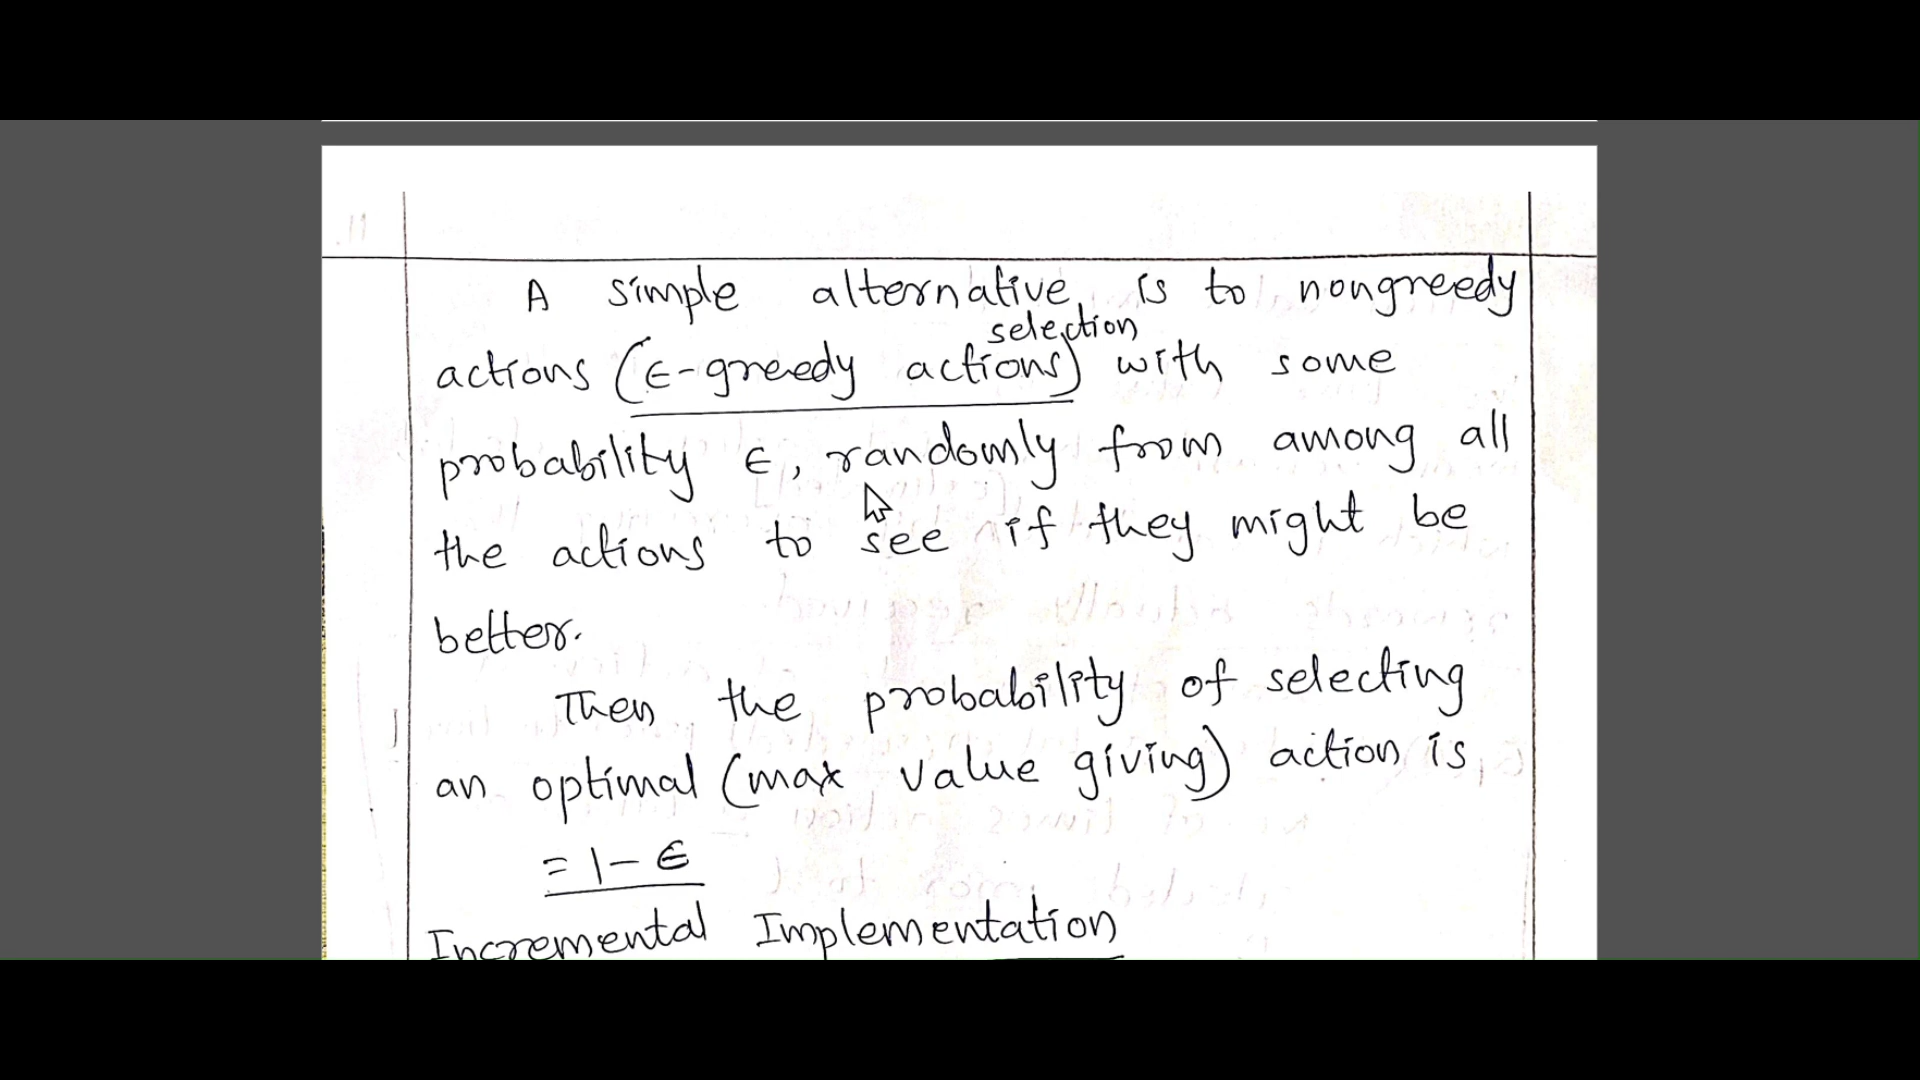 A simple alternative is to nongreedy
selection
actions (ϵ-greedy actions) with some
probability ϵ, randomly from among all
the actions to see if they might be
better.
Then the probability of selecting
an optimal (max value giving) action is
= 1 - ϵ
Incremental Implementation